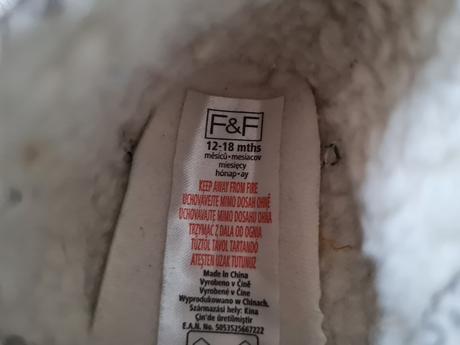 F&F
12-18 mths
měsíců • mesiacov
miesięcy
hónap • ay
KEEP AWAY FROM FIRE
UCHOVÁVEJTE MIMO DOSAH OHNĚ
UCHOVÁVAJTE MIMO DOSAHU OHŇA
TRZYMAĆ Z DALA OD OGNIA
TŰZTŐL TÁVOL TARTANDÓ
ATEŞTEN UZAK TUTUNUZ
Made In China
Vyrobeno v Číně
Vyrobené v Číne
Wyprodukowano w Chinach.
Származási hely: Kína
Çin'de üretilmiştir
E.A.N. No. 5053525667222